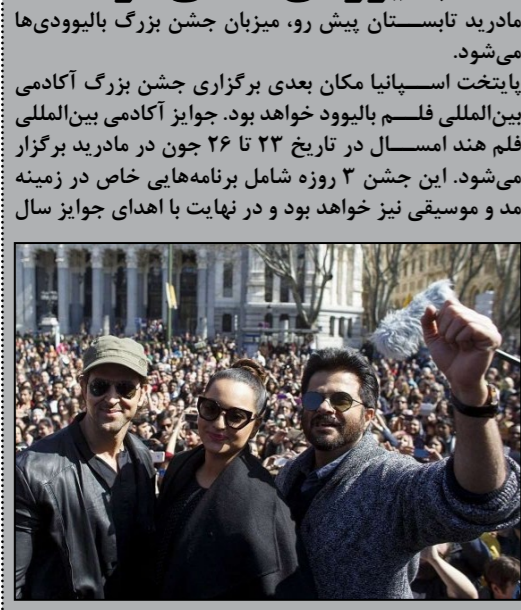 مادرید تابستان پیش رو، میزبان جشن بزرگ بالیوودی‌ها
می‌شود.
پایتخت اسپانیا مکان بعدی برگزاری جشن بزرگ آکادمی
بین‌المللی فلم بالیوود خواهد بود. جوایز آکادمی بین‌المللی
فلم هند امسال در تاریخ ۲۳ تا ۲۶ جون در مادرید برگزار
می‌شود. این جشن ۳ روزه شامل برنامه‌هایی خاص در زمینه
مد و موسیقی نیز خواهد بود و در نهایت با اهدای جوایز سال